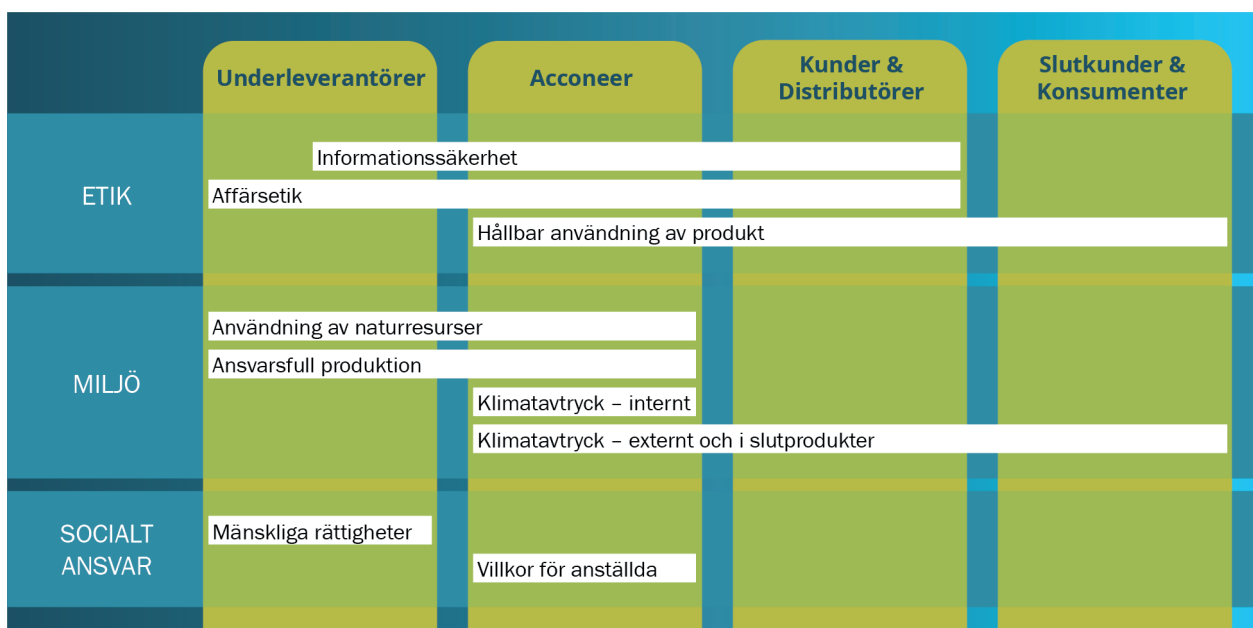 Underleverantörer
Acconeer
Kunder &
Distributörer
Slutkunder &
Konsumenter
ETIK
Informationssäkerhet
Affärsetik
Hållbar användning av produkt
MILJÖ
Användning av naturresurser
Ansvarsfull produktion
Klimatavtryck – internt
Klimatavtryck – externt och i slutprodukter
SOCIALT
ANSVAR
Mänskliga rättigheter
Villkor för anställda